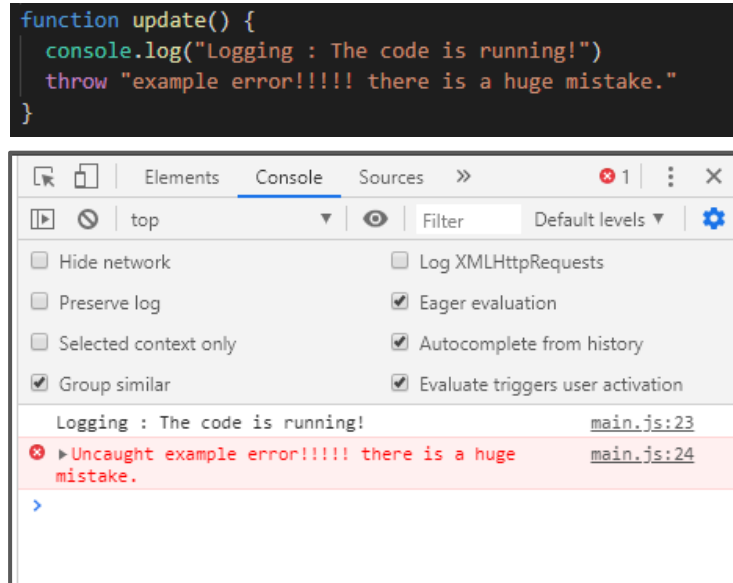 function update() {
console.log("Logging : The code is running!")
throw "example error!!!!! there is a huge mistake."
}
Elements Console Sources » 1
top Filter Default levels
Hide network Log XMLHttpRequests
Preserve log Eager evaluation
Selected context only Autocomplete from history
Group similar Evaluate triggers user activation
Logging : The code is running! main.js:23
Uncaught example error!!!!! there is a huge main.js:24
mistake.
>